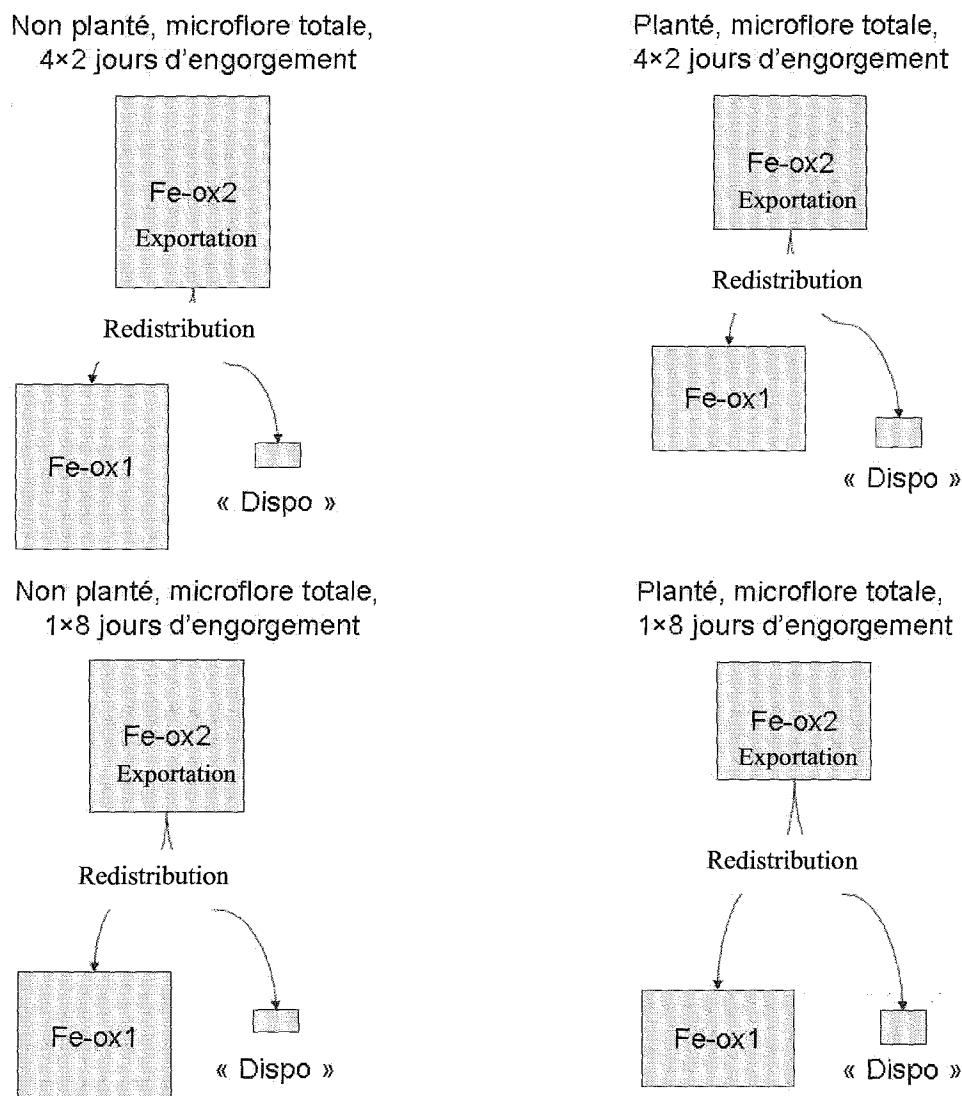 Non planté, microflore totale,
4×2 jours d'engorgement
Fe-ox2
Exportation
Redistribution
Fe-ox1
« Dispo »
Planté, microflore totale,
4×2 jours d'engorgement
Fe-ox2
Exportation
Redistribution
Fe-ox1
« Dispo »
Non planté, microflore totale,
1×8 jours d'engorgement
Fe-ox2
Exportation
Redistribution
Fe-ox1
« Dispo »
Planté, microflore totale,
1×8 jours d'engorgement
Fe-ox2
Exportation
Redistribution
Fe-ox1
« Dispo »